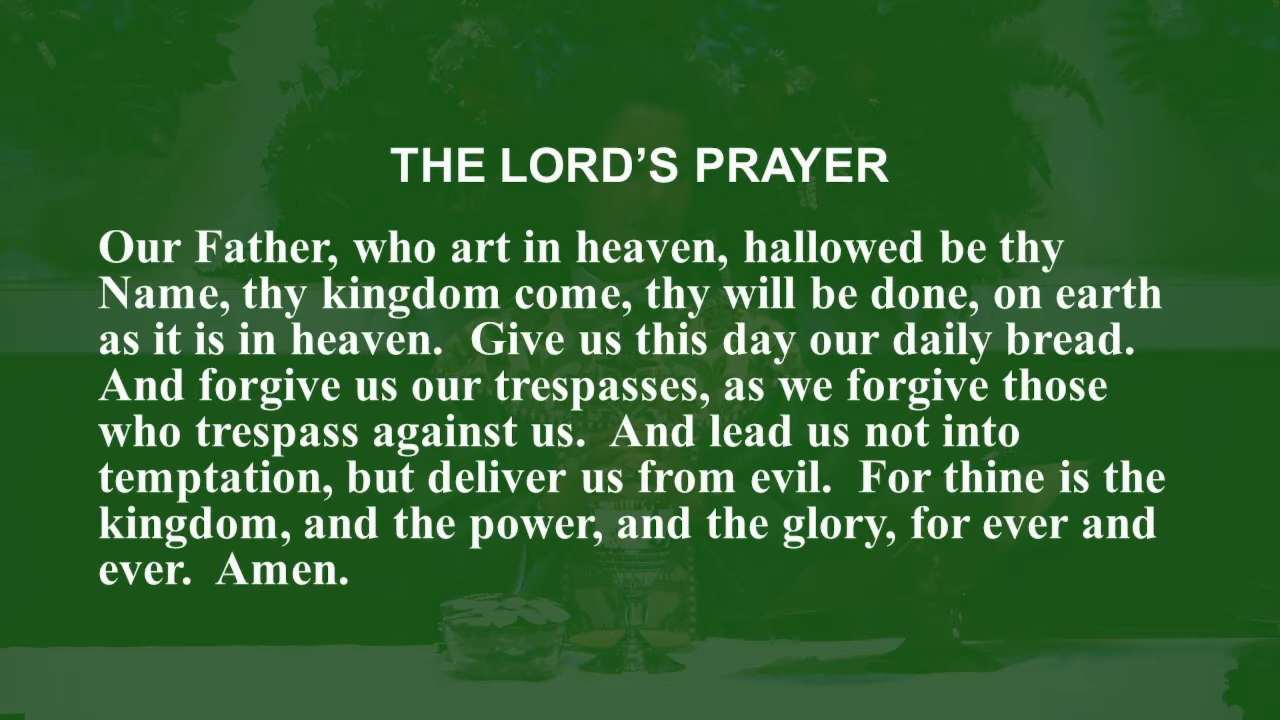 THE LORD’S PRAYER
Our Father, who art in heaven, hallowed be thy
Name, thy kingdom come, thy will be done, on earth
as it is in heaven.  Give us this day our daily bread.
And forgive us our trespasses, as we forgive those
who trespass against us.  And lead us not into
temptation, but deliver us from evil.  For thine is the
kingdom, and the power, and the glory, for ever and
ever.  Amen.